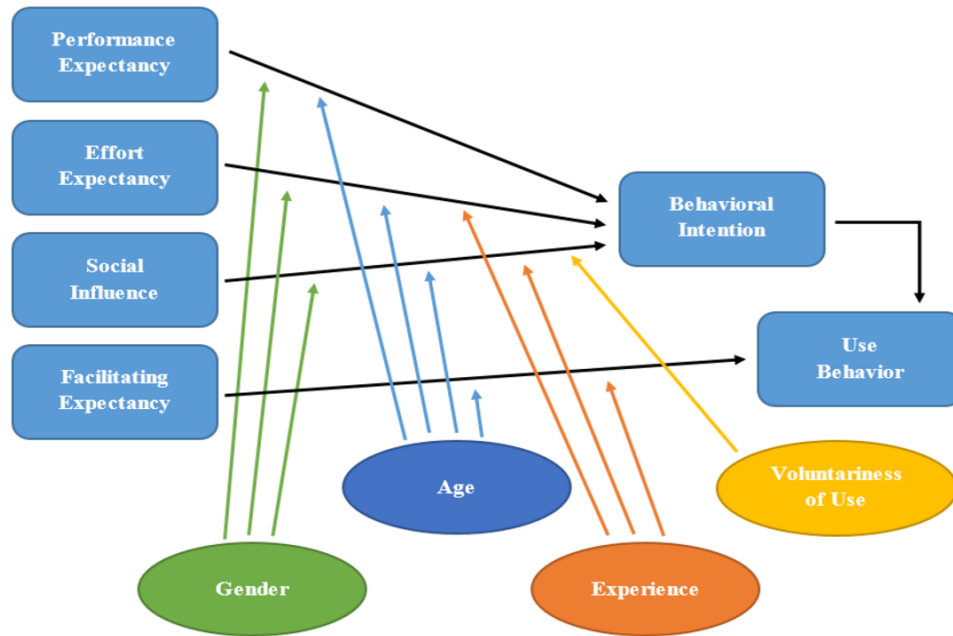 Performance
Expectancy
Effort
Expectancy
Social
Influence
Facilitating
Expectancy
Behavioral
Intention
Use
Behavior
Age
Voluntariness
of Use
Gender
Experience